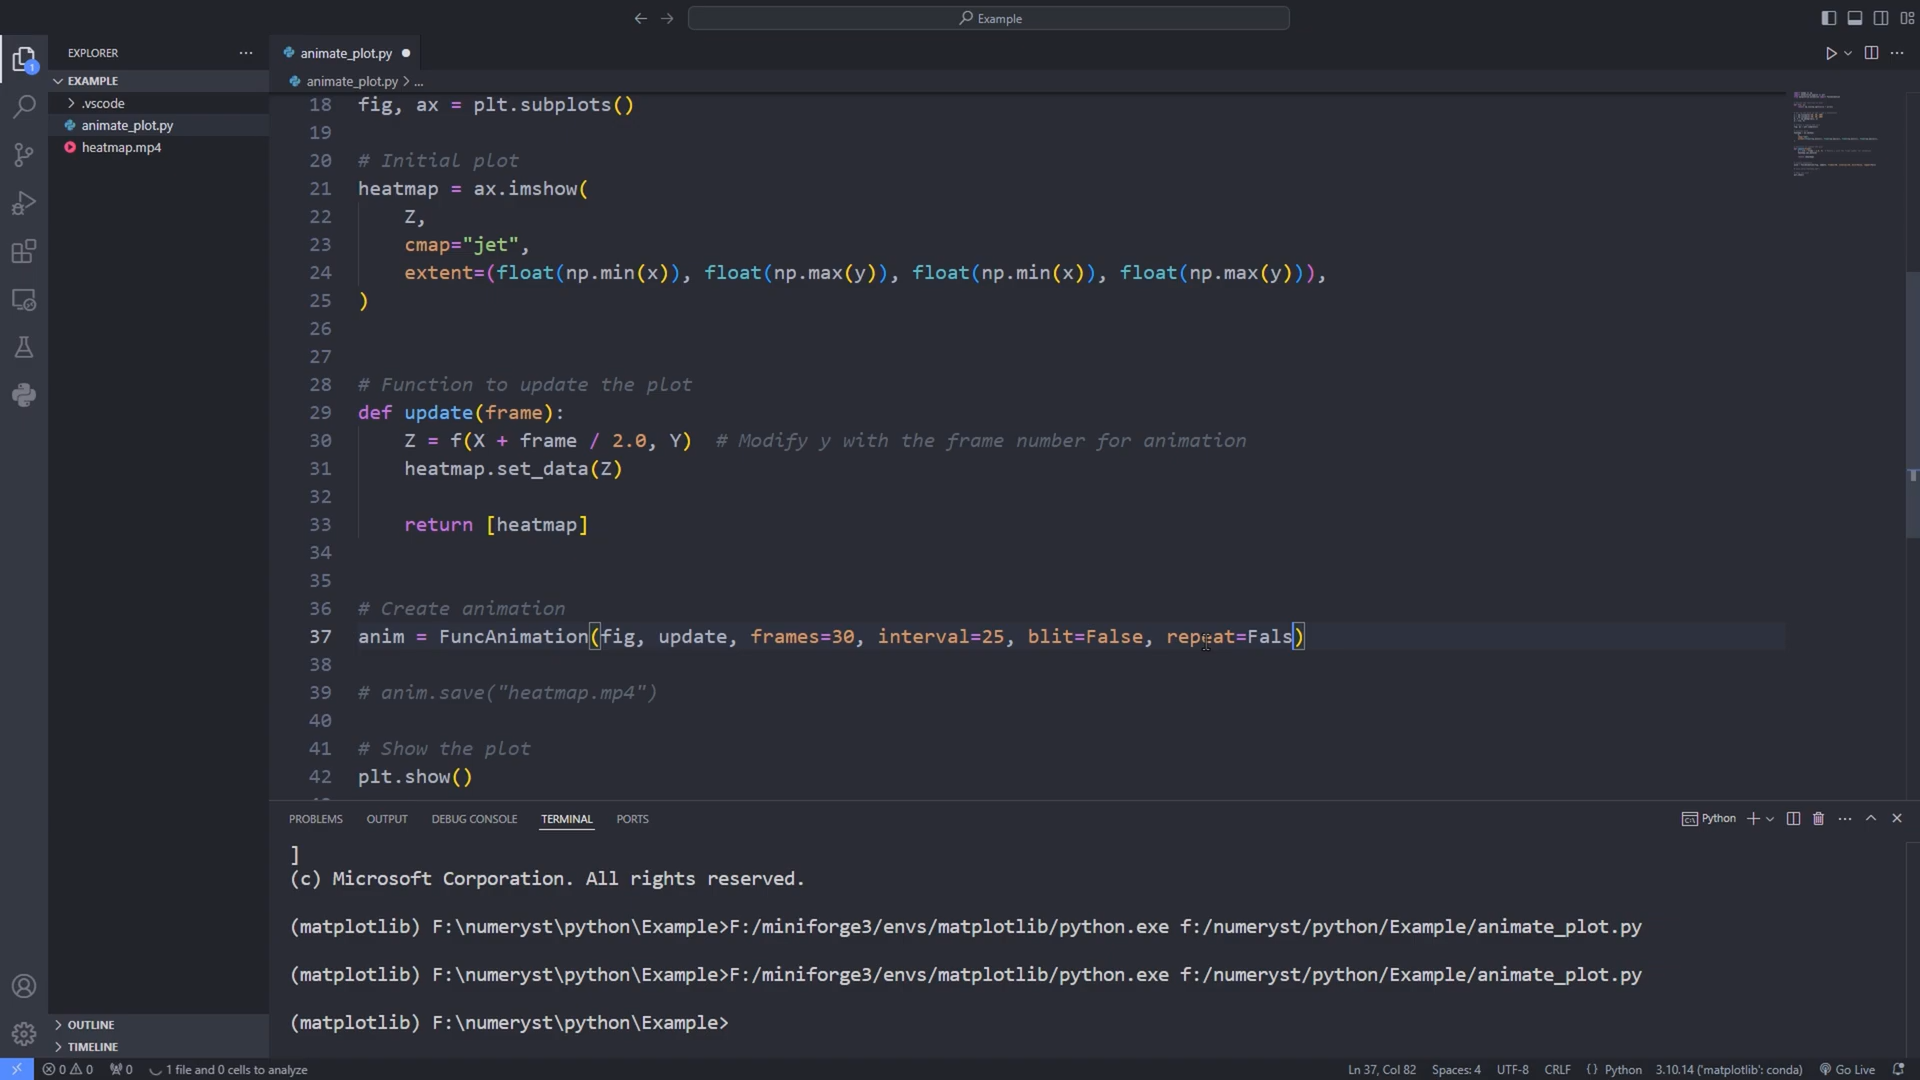 Example
EXPLORER
animate_plot.py
EXAMPLE
animate_plot.py > ...
.vscode
animate_plot.py
heatmap.mp4
18 fig, ax = plt.subplots()
19
20 # Initial plot
21 heatmap = ax.imshow(
22 Z,
23 cmap="jet",
24 extent=(float(np.min(x)), float(np.max(y)), float(np.min(x)), float(np.max(y))),
25 )
26
27
28 # Function to update the plot
29 def update(frame):
30 Z = f(X + frame / 2.0, Y)  # Modify y with the frame number for animation
31 heatmap.set_data(Z)
32
33 return [heatmap]
34
35
36 # Create animation
37 anim = FuncAnimation(fig, update, frames=30, interval=25, blit=False, repeat=Fals)
38
39 # anim.save("heatmap.mp4")
40
41 # Show the plot
42 plt.show()
PROBLEMS OUTPUT DEBUG CONSOLE TERMINAL PORTS
Python
]
(c) Microsoft Corporation. All rights reserved.
(matplotlib) F:\numeryst\python\Example>F:/miniforge3/envs/matplotlib/python.exe f:/numeryst/python/Example/animate_plot.py
(matplotlib) F:\numeryst\python\Example>F:/miniforge3/envs/matplotlib/python.exe f:/numeryst/python/Example/animate_plot.py
(matplotlib) F:\numeryst\python\Example>
OUTLINE
TIMELINE
0 0 0 1 file and 0 cells to analyze
Ln 37, Col 82 Spaces: 4 UTF-8 CRLF { } Python 3.10.14 ('matplotlib': conda) Go Live